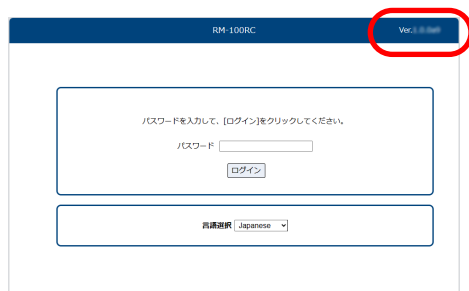 RM-100RC Ver.
パスワードを入力して、[ログイン]をクリックしてください。
パスワード
ログイン
言語選択 Japanese